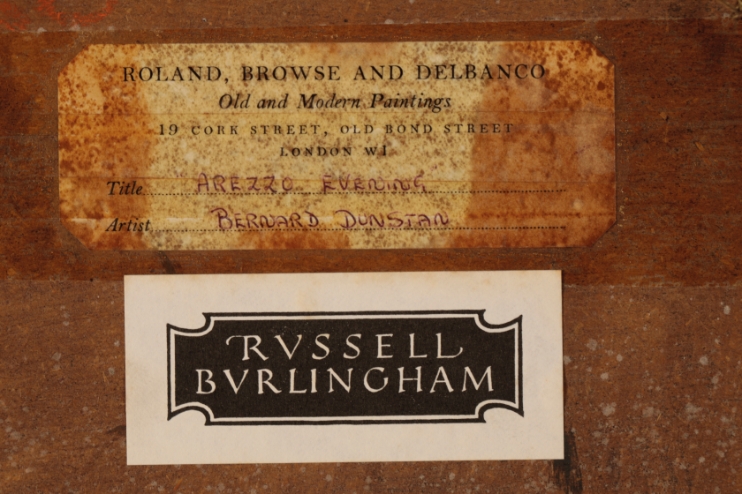 ROLAND, BROWSE AND DELBANCO
Old and Modern Paintings
19 CORK STREET, OLD BOND STREET
LONDON W1
Title AREZZO EVENING
Artist BERNARD DUNSTAN
RVSSELL
BVRLINGHAM